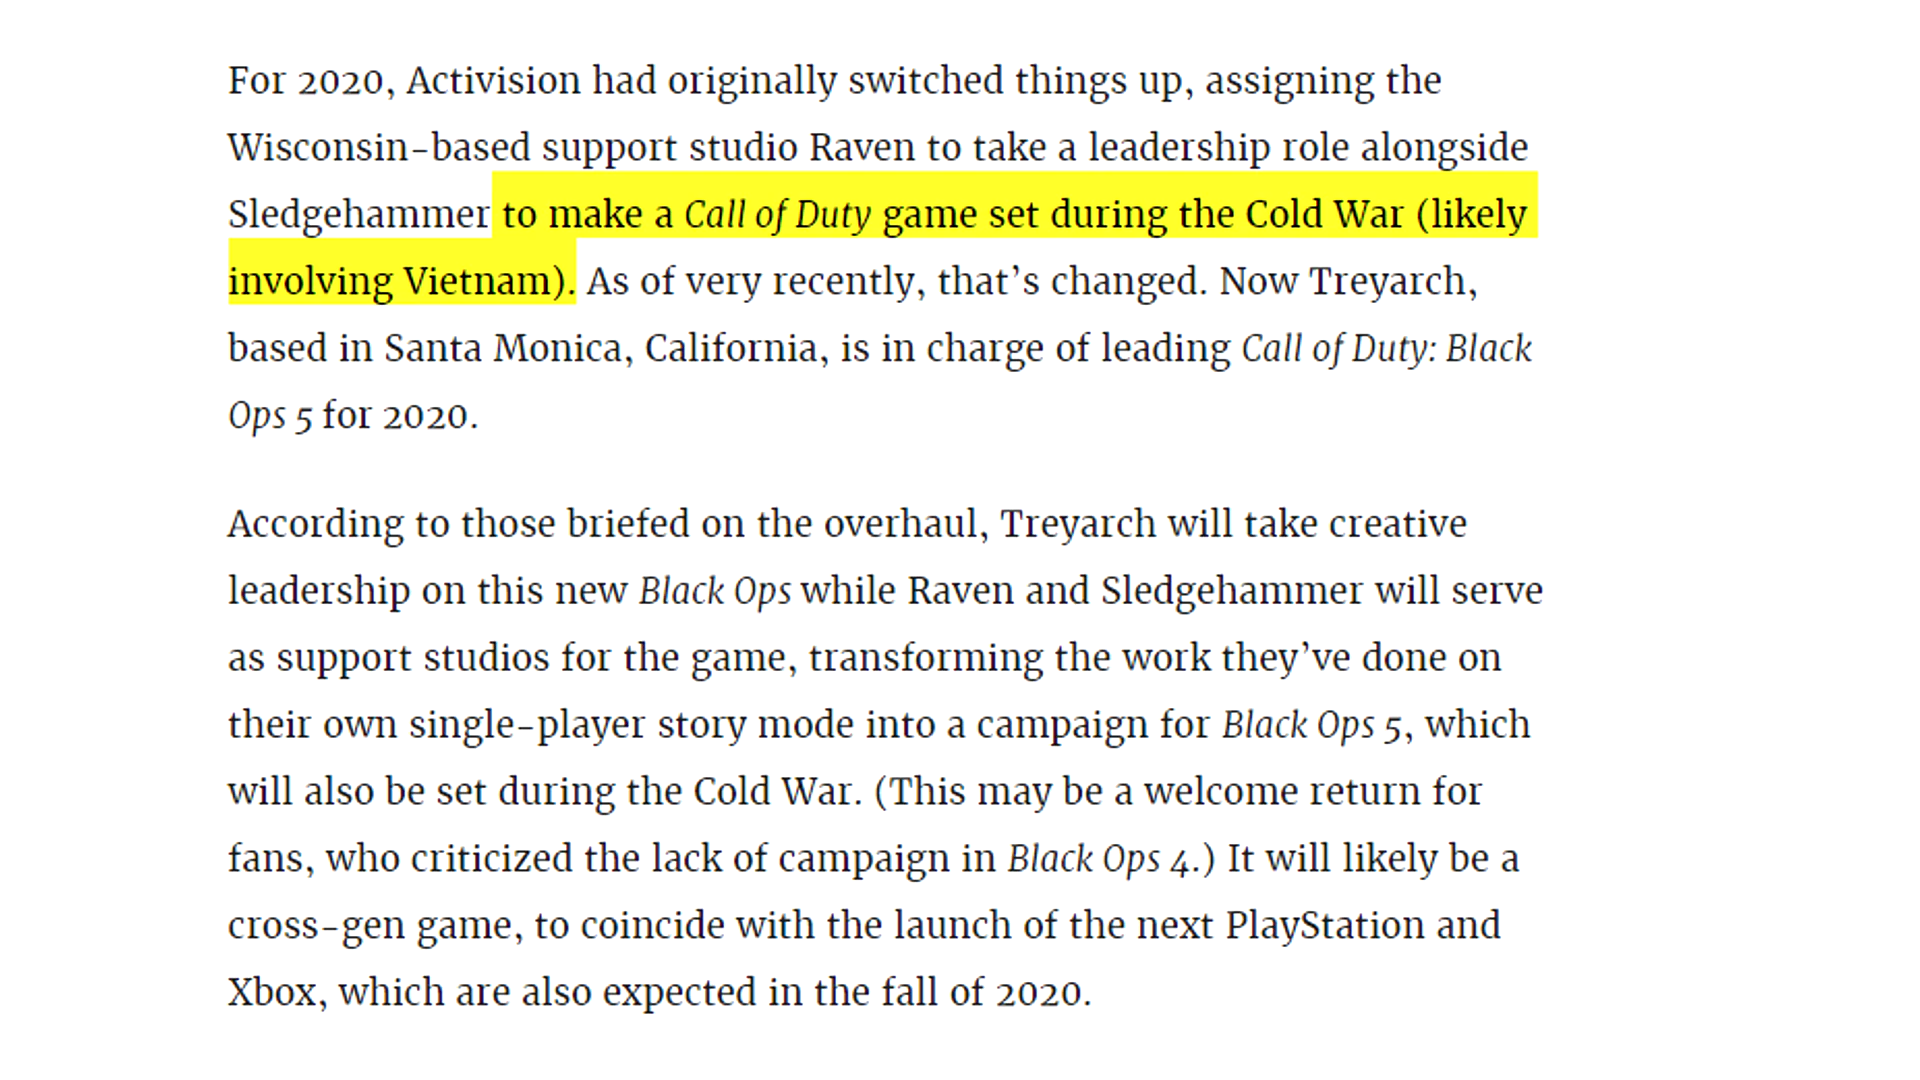 For 2020, Activision had originally switched things up, assigning the
Wisconsin-based support studio Raven to take a leadership role alongside
Sledgehammer to make a Call of Duty game set during the Cold War (likely
involving Vietnam). As of very recently, that’s changed. Now Treyarch,
based in Santa Monica, California, is in charge of leading Call of Duty: Black
Ops 5 for 2020.
According to those briefed on the overhaul, Treyarch will take creative
leadership on this new Black Ops while Raven and Sledgehammer will serve
as support studios for the game, transforming the work they’ve done on
their own single-player story mode into a campaign for Black Ops 5, which
will also be set during the Cold War. (This may be a welcome return for
fans, who criticized the lack of campaign in Black Ops 4.) It will likely be a
cross-gen game, to coincide with the launch of the next PlayStation and
Xbox, which are also expected in the fall of 2020.